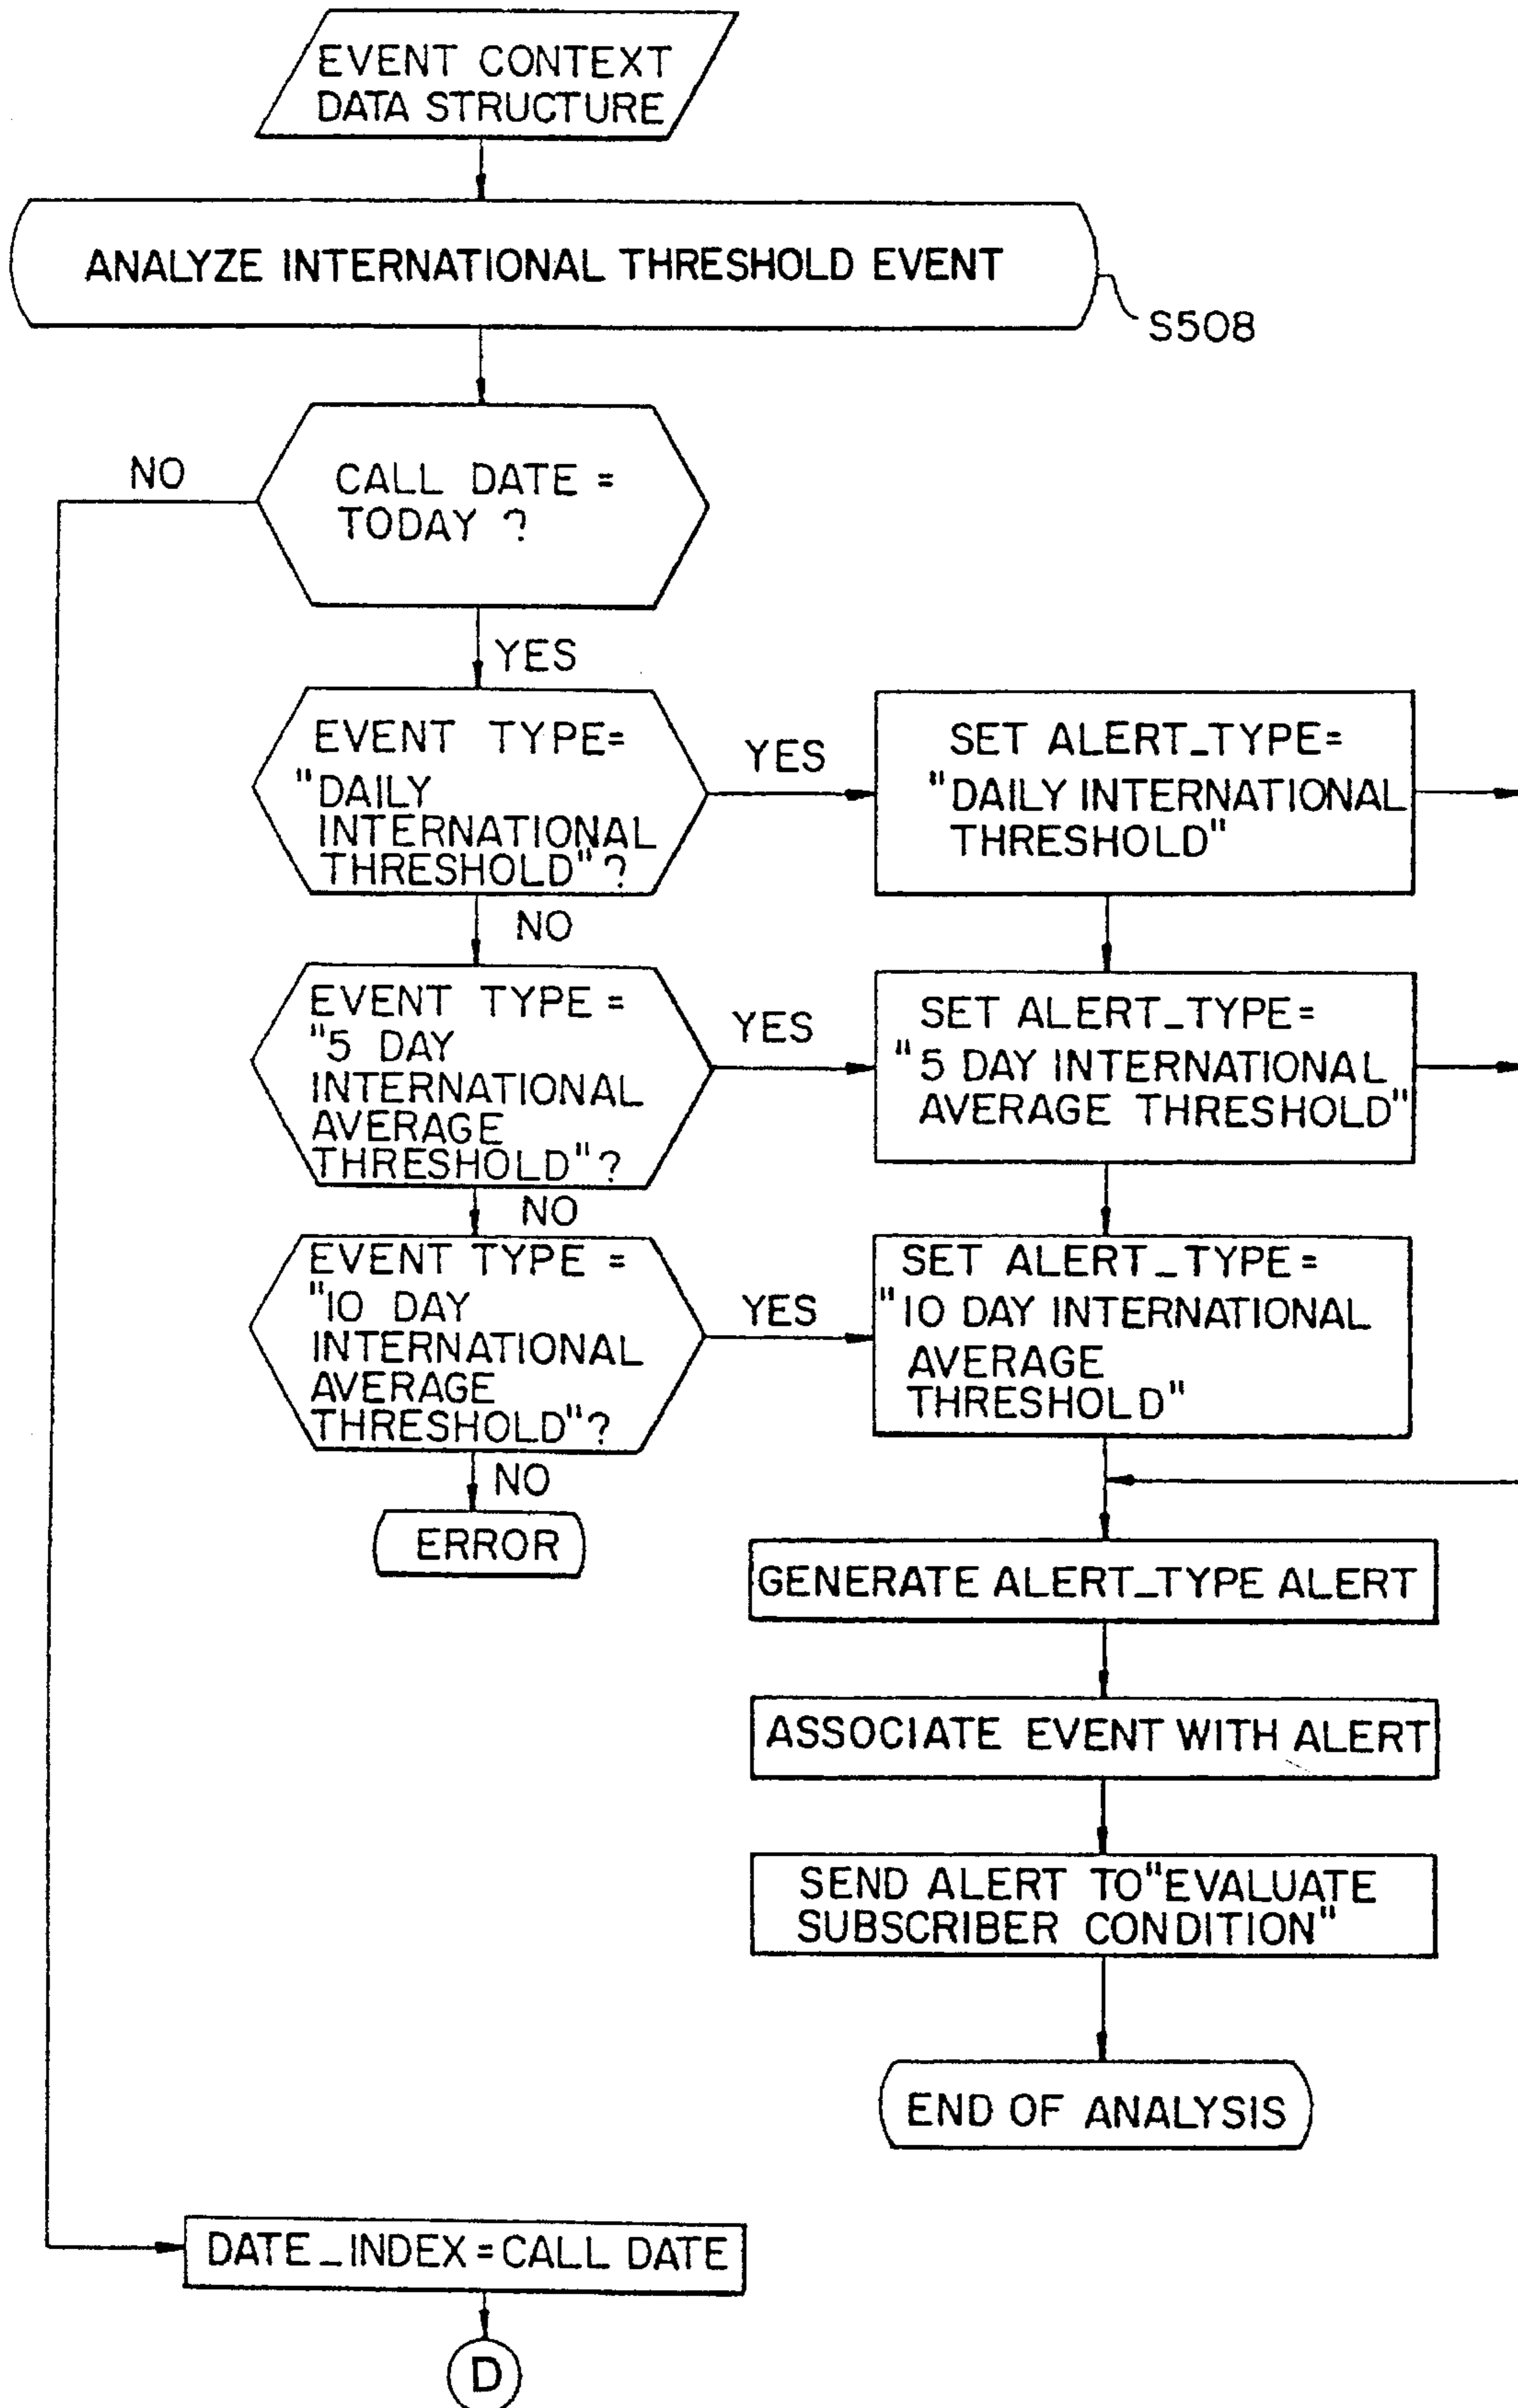 EVENT CONTEXT
DATA STRUCTURE
ANALYZE INTERNATIONAL THRESHOLD EVENT
S508
NO
CALL DATE =
TODAY ?
YES
EVENT TYPE=
"DAILY
INTERNATIONAL
THRESHOLD"?
YES
SET ALERT_TYPE=
"DAILY INTERNATIONAL
THRESHOLD"
NO
EVENT TYPE =
"5 DAY
INTERNATIONAL
AVERAGE
THRESHOLD"?
YES
SET ALERT_TYPE=
"5 DAY INTERNATIONAL
AVERAGE THRESHOLD"
NO
EVENT TYPE =
"10 DAY
INTERNATIONAL
AVERAGE
THRESHOLD"?
YES
SET ALERT_TYPE=
"10 DAY INTERNATIONAL
AVERAGE
THRESHOLD"
NO
ERROR
GENERATE ALERT_TYPE ALERT
ASSOCIATE EVENT WITH ALERT
SEND ALERT TO "EVALUATE
SUBSCRIBER CONDITION"
END OF ANALYSIS
DATE_INDEX=CALL DATE
D